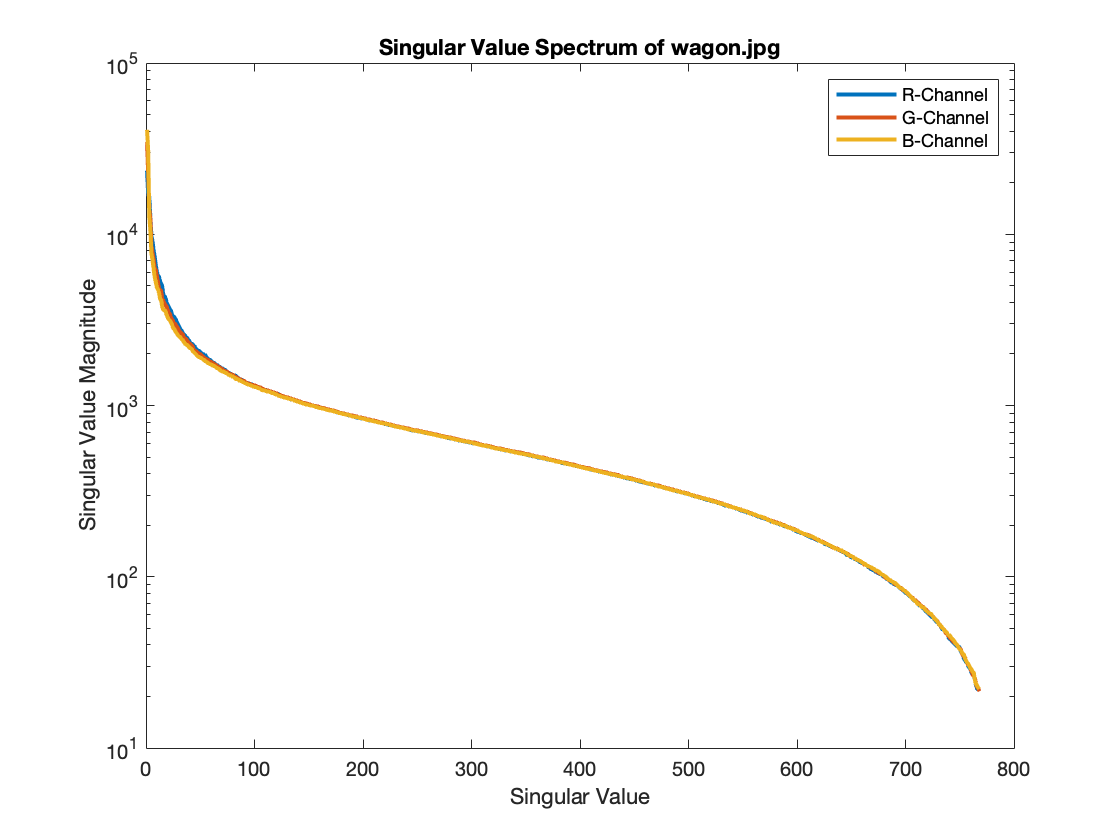 Singular Value Spectrum of wagon.jpg
10^5
10^4
10^3
10^2
10^1
Singular Value Magnitude
R-Channel
G-Channel
B-Channel
0 100 200 300 400 500 600 700 800
Singular Value